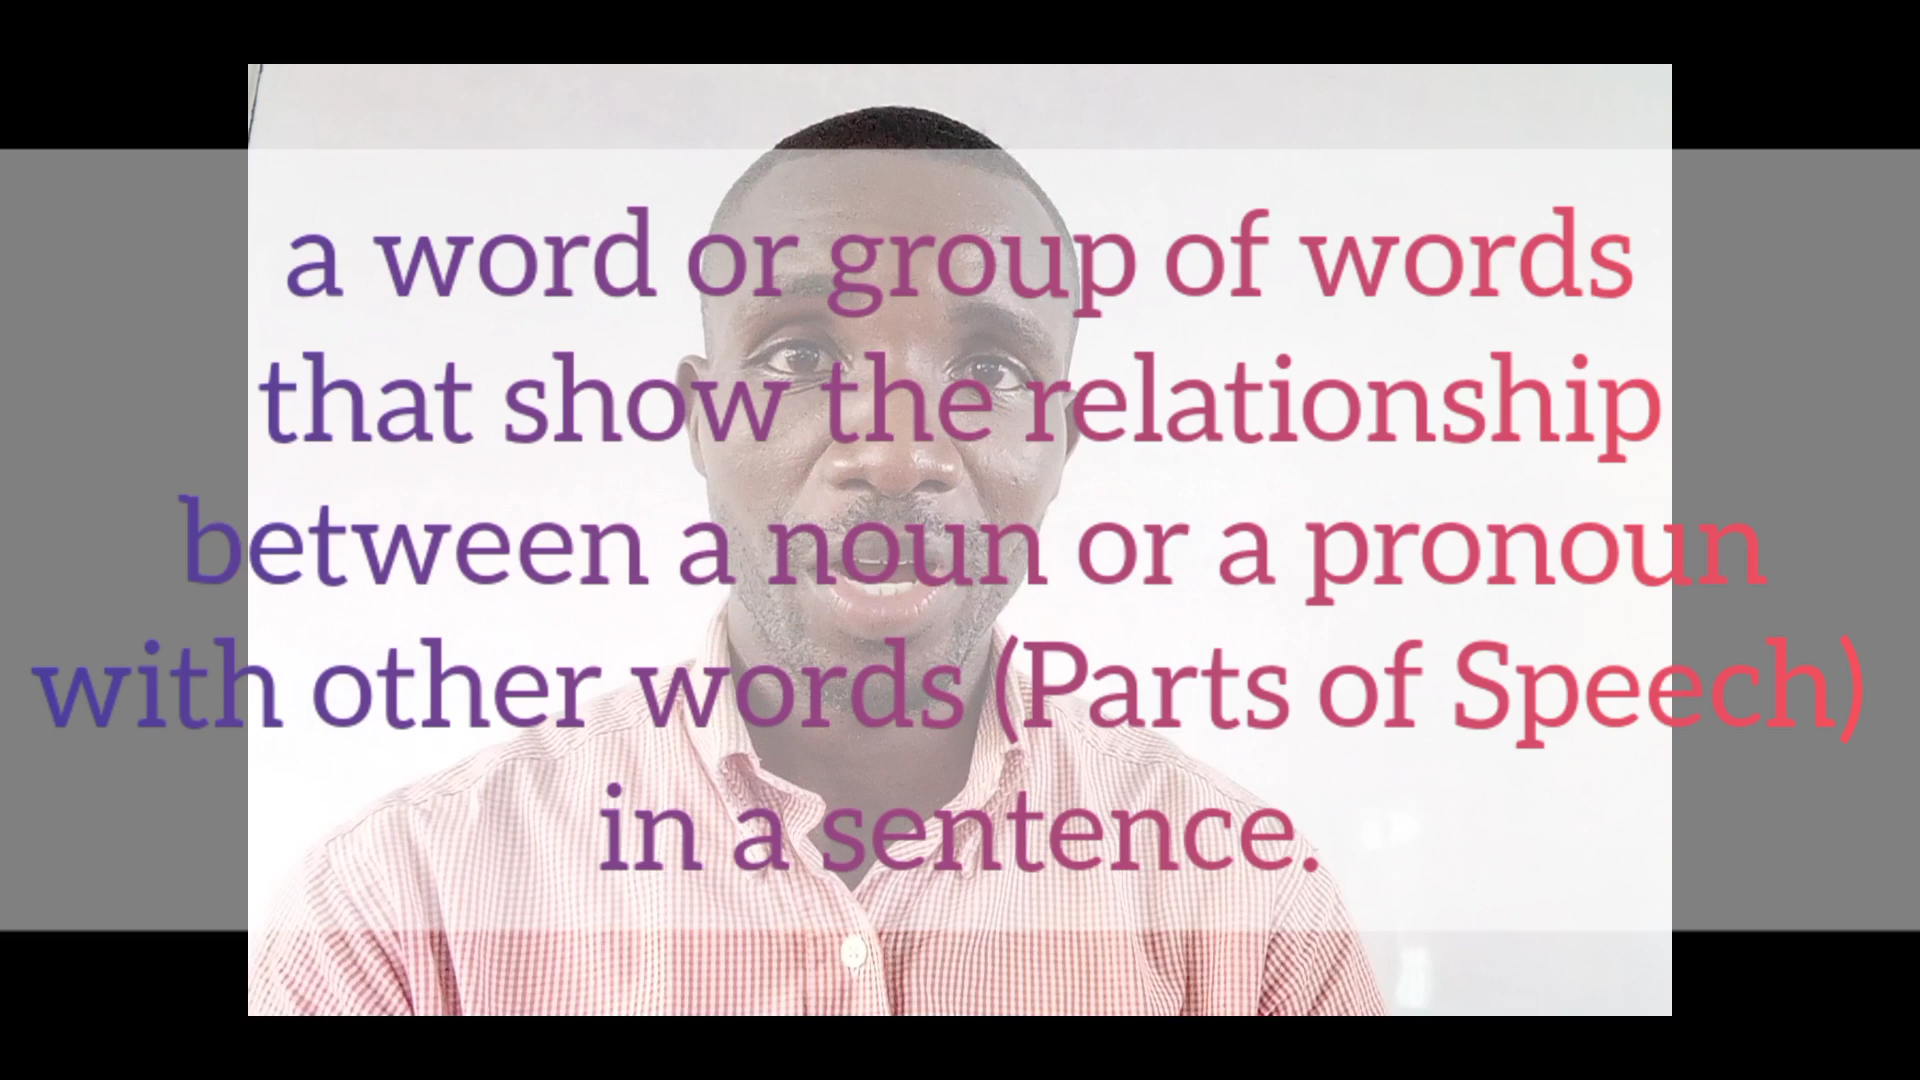 a word or group of words
that show the relationship
between a noun or a pronoun
with other words (Parts of Speech)
in a sentence.